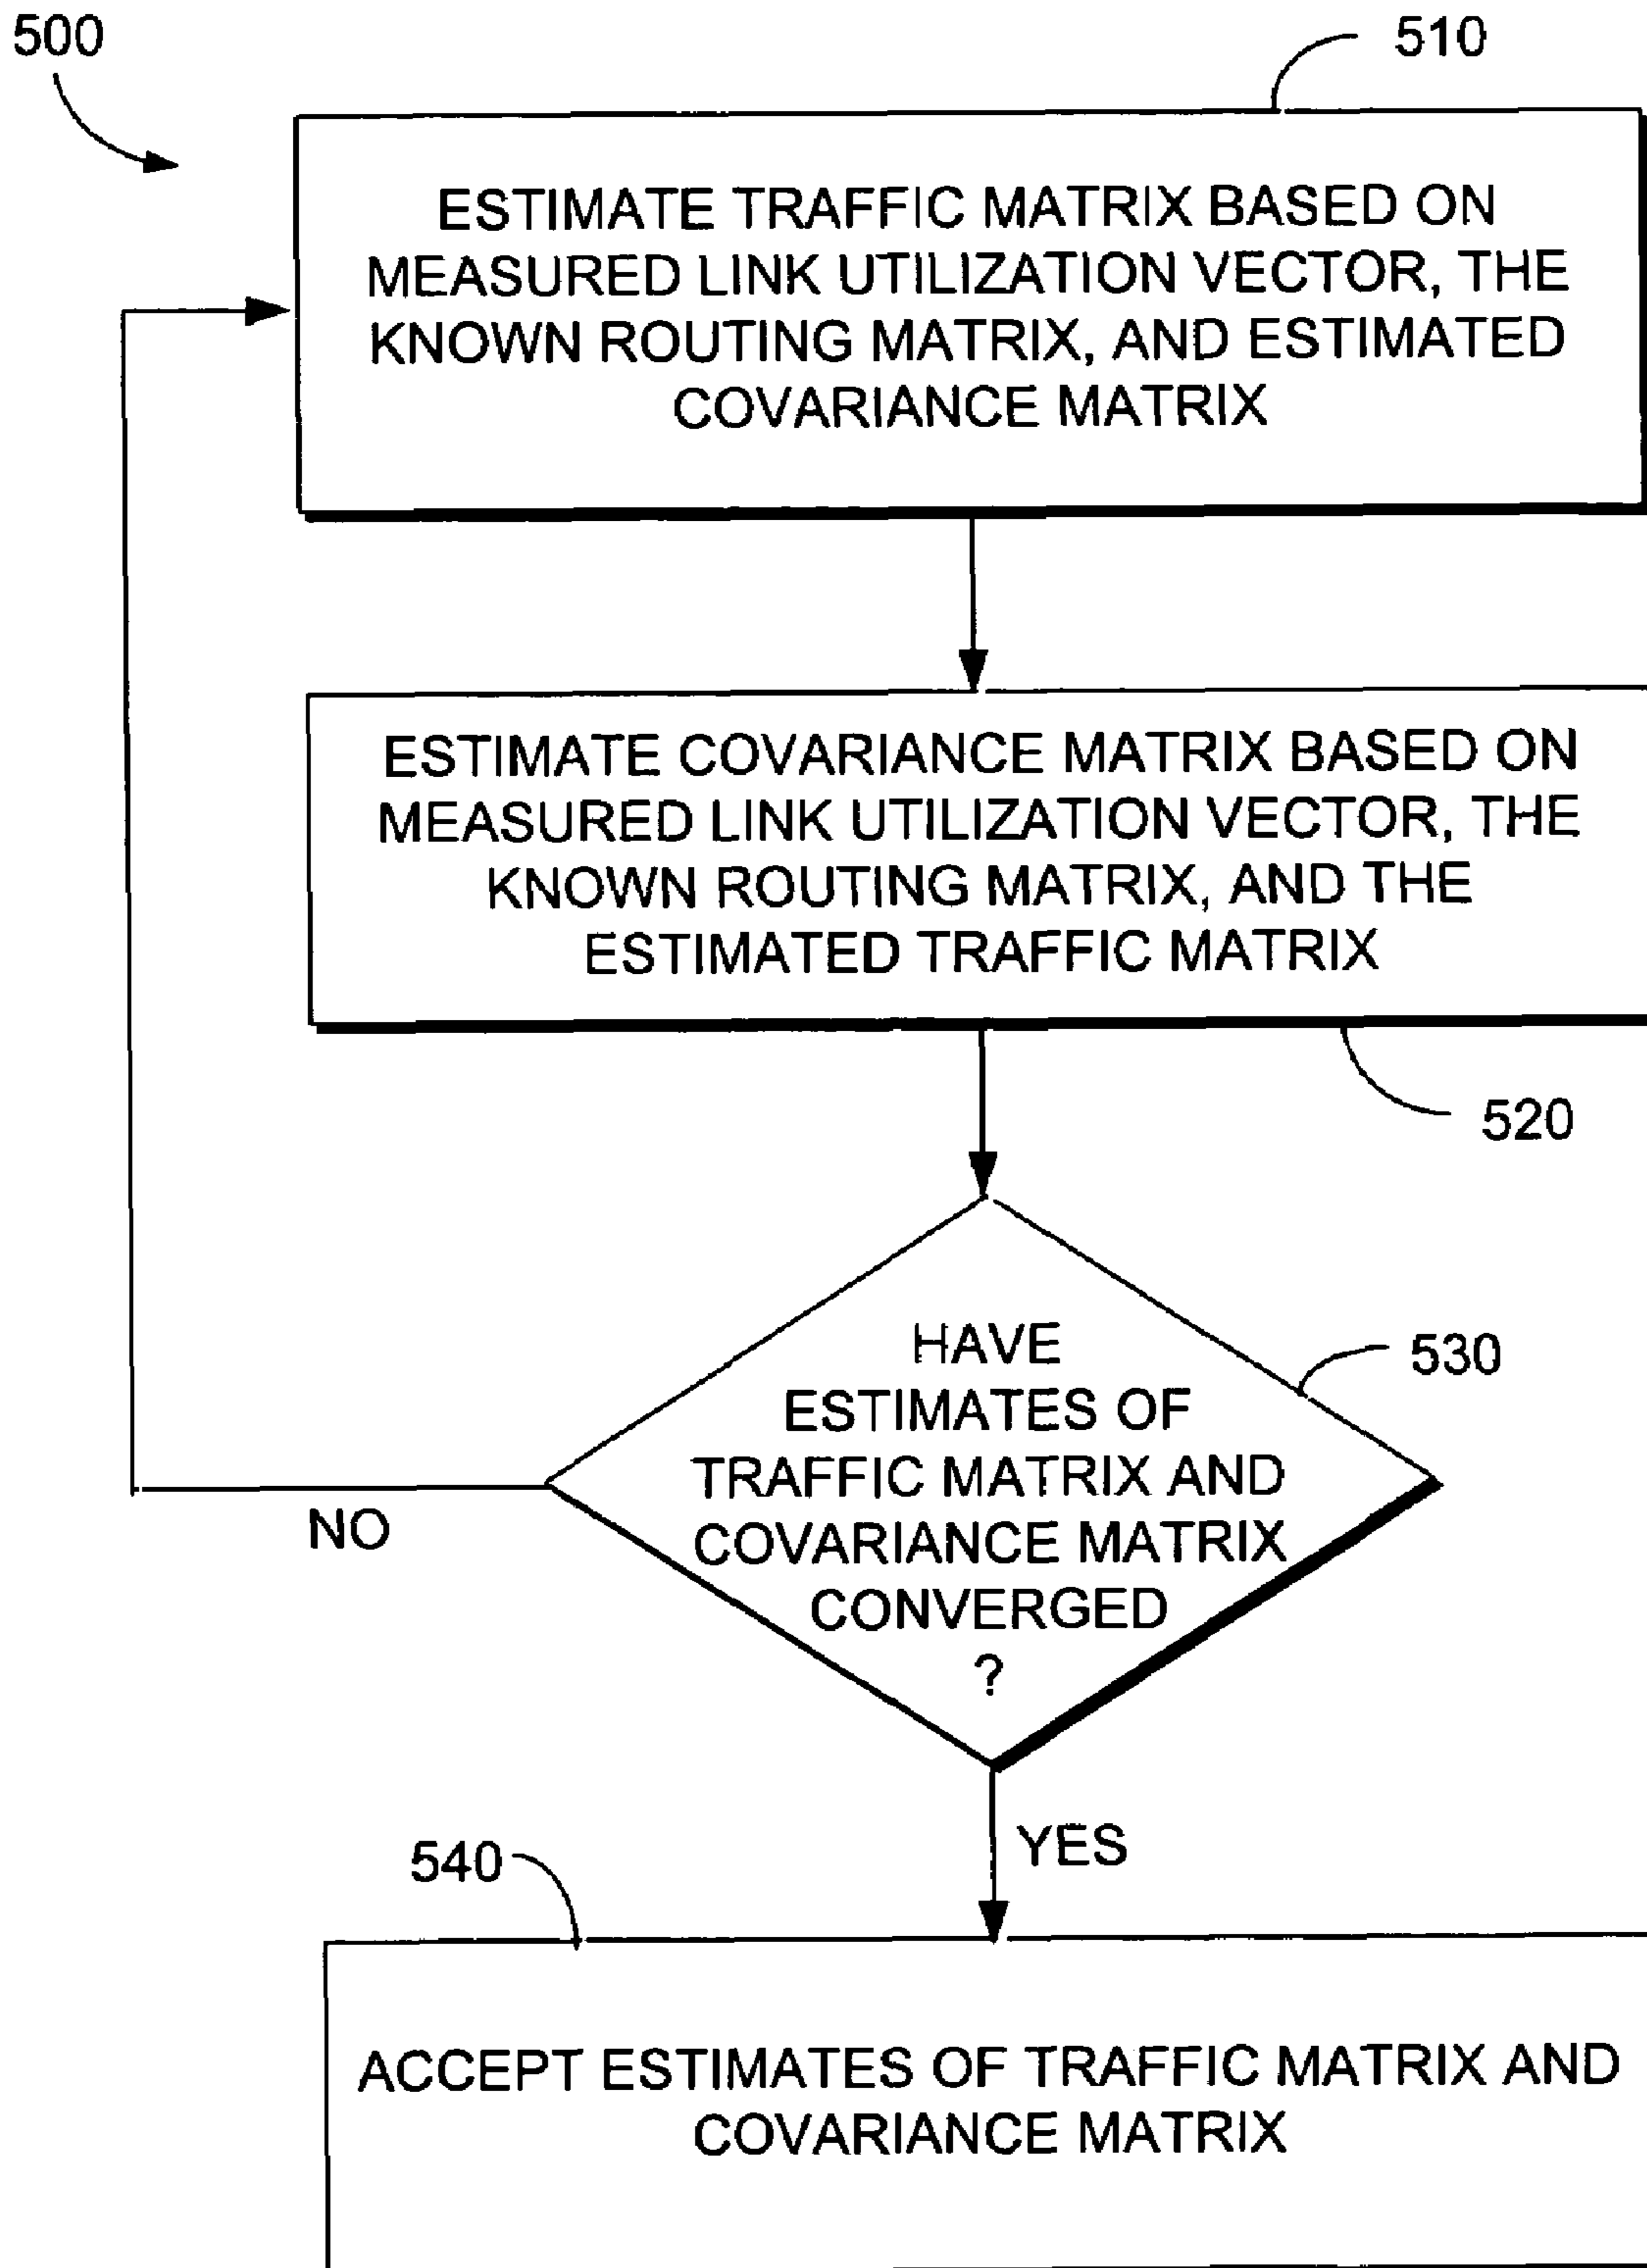 500
510
ESTIMATE TRAFFIC MATRIX BASED ON
MEASURED LINK UTILIZATION VECTOR, THE
KNOWN ROUTING MATRIX, AND ESTIMATED
COVARIANCE MATRIX
ESTIMATE COVARIANCE MATRIX BASED ON
MEASURED LINK UTILIZATION VECTOR, THE
KNOWN ROUTING MATRIX, AND THE
ESTIMATED TRAFFIC MATRIX
520
HAVE
ESTIMATES OF
TRAFFIC MATRIX AND
COVARIANCE MATRIX
CONVERGED
?
530
NO
YES
540
ACCEPT ESTIMATES OF TRAFFIC MATRIX AND
COVARIANCE MATRIX